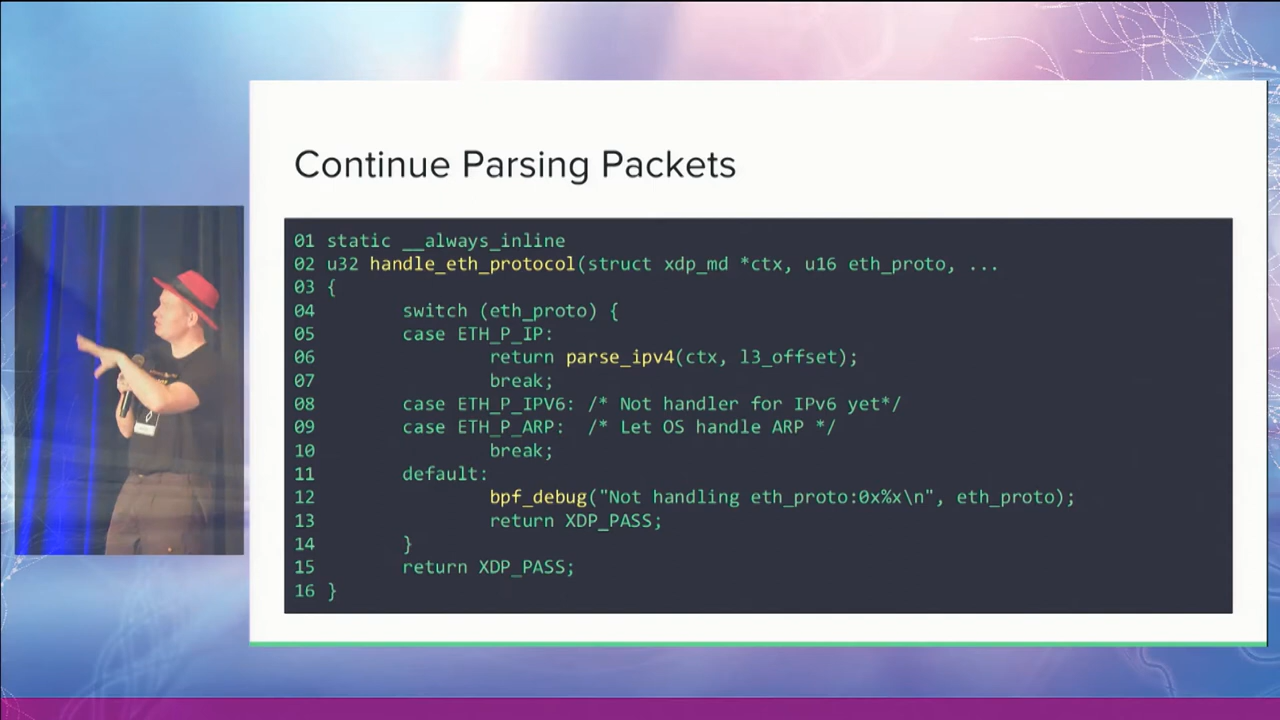 Continue Parsing Packets
01 static __always_inline
02 u32 handle_eth_protocol(struct xdp_md *ctx, u16 eth_proto, ...
03 {
04 switch (eth_proto) {
05 case ETH_P_IP:
06 return parse_ipv4(ctx, l3_offset);
07 break;
08 case ETH_P_IPV6: /* Not handler for IPv6 yet*/
09 case ETH_P_ARP: /* Let OS handle ARP */
10 break;
11 default:
12 bpf_debug("Not handling eth_proto:0x%x\n", eth_proto);
13 return XDP_PASS;
14 }
15 return XDP_PASS;
16 }